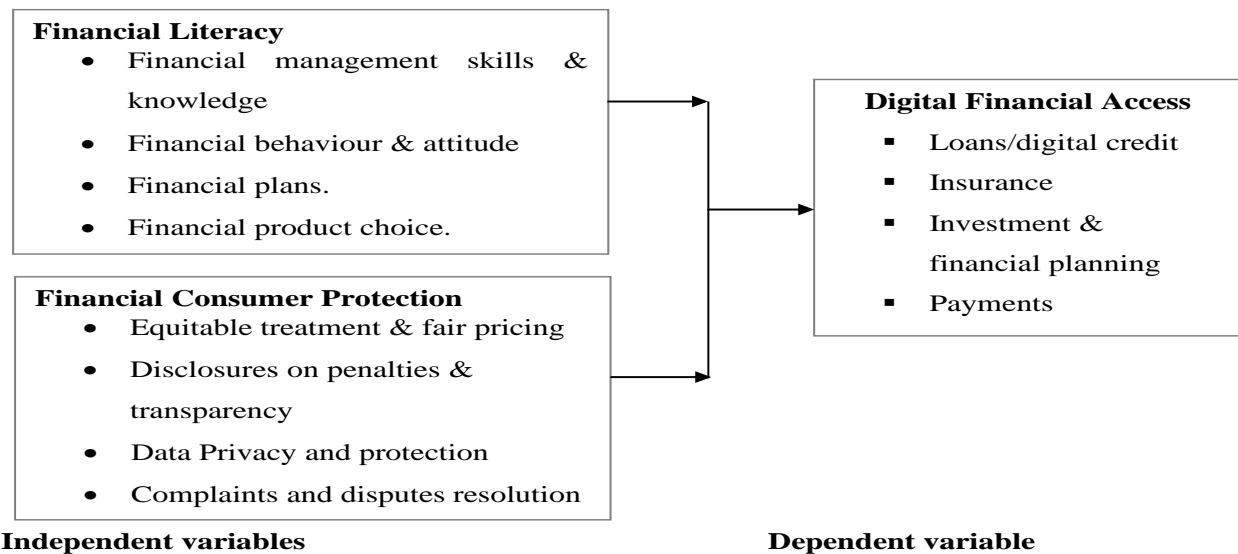 Financial Literacy
• Financial management skills &
knowledge
• Financial behaviour & attitude
• Financial plans.
• Financial product choice.
Financial Consumer Protection
• Equitable treatment & fair pricing
• Disclosures on penalties &
transparency
• Data Privacy and protection
• Complaints and disputes resolution
Independent variables
Digital Financial Access
▪ Loans/digital credit
▪ Insurance
▪ Investment &
financial planning
▪ Payments
Dependent variable